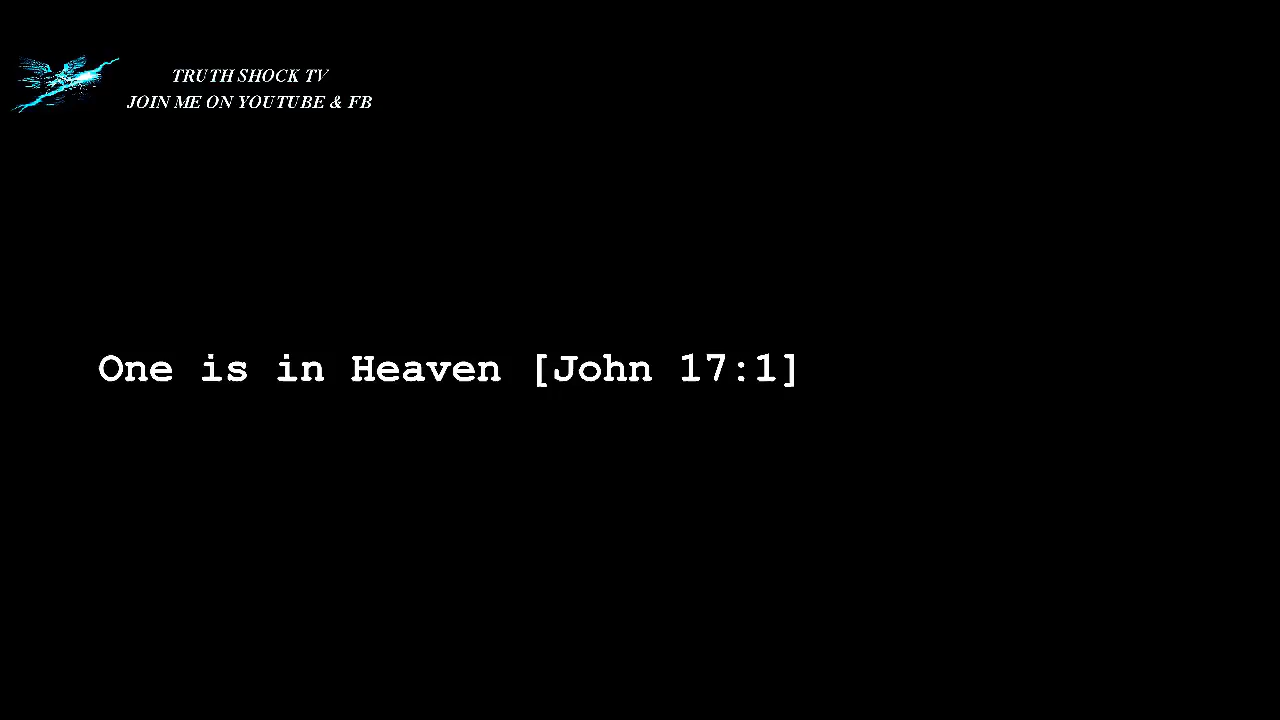 TRUTH SHOCK TV
JOIN ME ON YOUTUBE & FB
One is in Heaven [John 17:1]